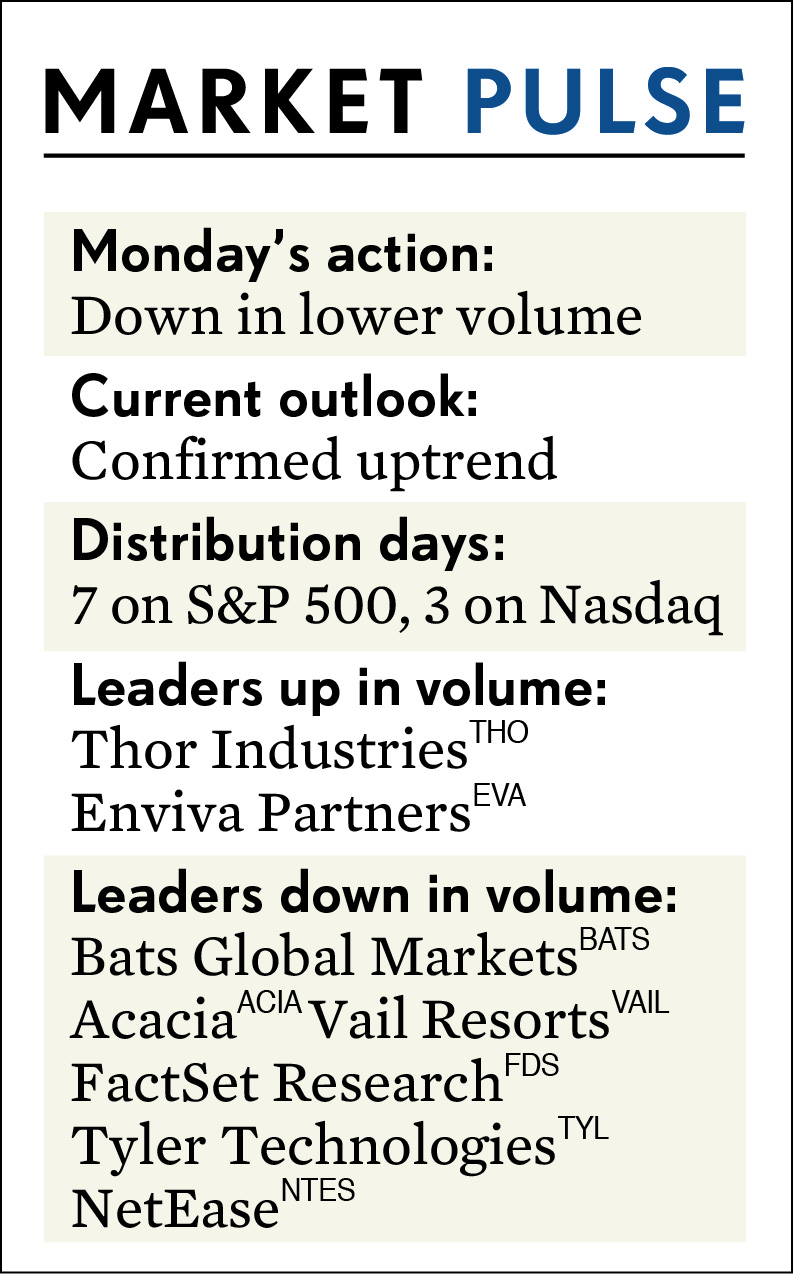 MARKET PULSE
Monday’s action:
Down in lower volume
Current outlook:
Confirmed uptrend
Distribution days:
7 on S&P 500, 3 on Nasdaq
Leaders up in volume:
Thor Industries THO
Enviva Partners EVA
Leaders down in volume:
Bats Global Markets BATS
Acacia ACIA Vail Resorts VAIL
FactSet Research FDS
Tyler Technologies TYL
NetEase NTES